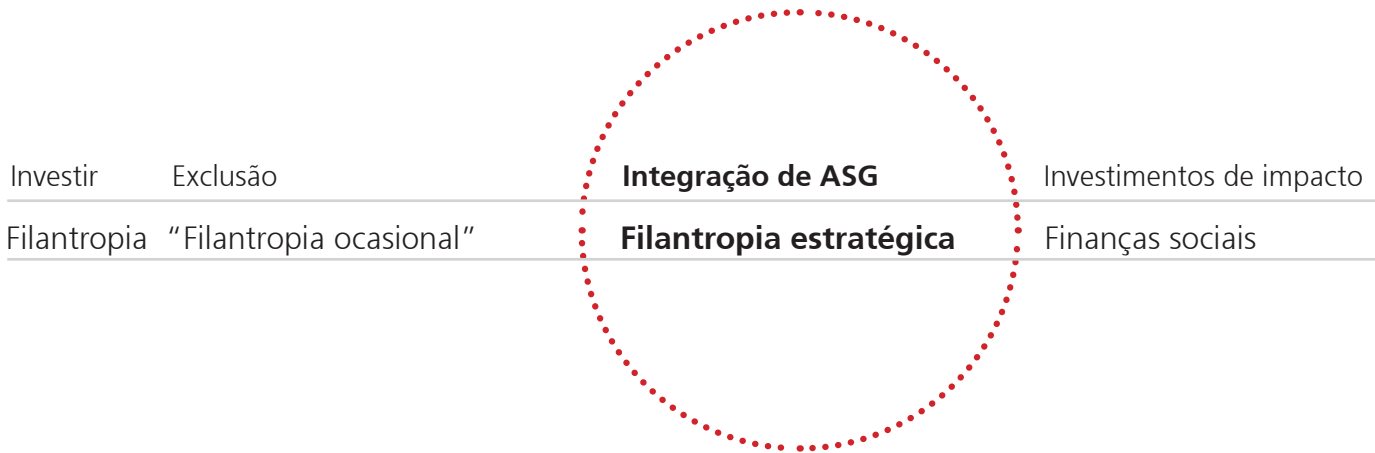 Investir Exclusão Integração de ASG Investimentos de impacto
Filantropia “Filantropia ocasional” Filantropia estratégica Finanças sociais